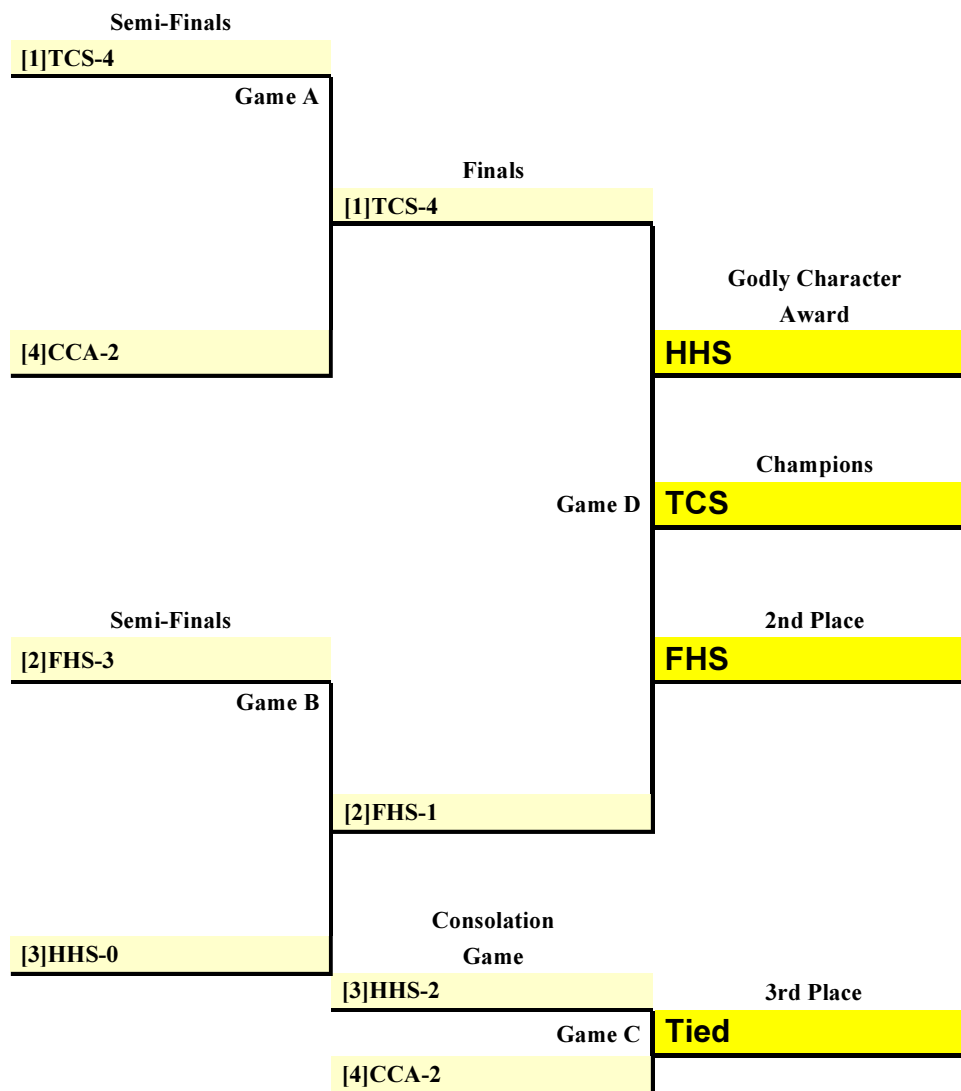 Semi-Finals
[1]TCS-4
Game A
Finals
[1]TCS-4
Godly Character
Award
[4]CCA-2
HHS
Champions
Game D
TCS
Semi-Finals
2nd Place
[2]FHS-3
FHS
Game B
[2]FHS-1
Consolation
Game
[3]HHS-0
[3]HHS-2
3rd Place
Game C
Tied
[4]CCA-2